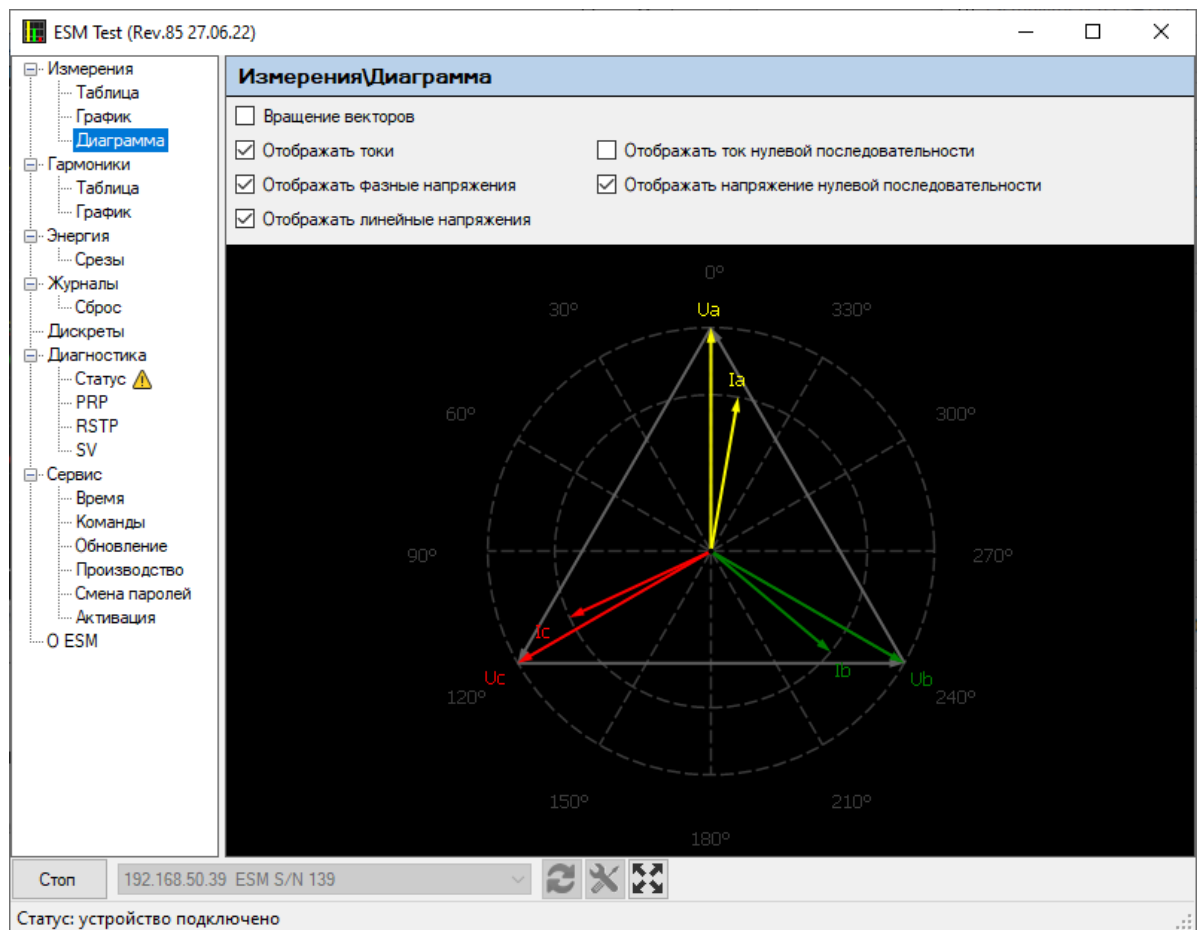 ESM Test (Rev.85 27.06.22)
Измерения
Таблица
График
Диаграмма
Гармоники
Таблица
График
Энергия
Срезы
Журналы
Сброс
Дискреты
Диагностика
Статус
PRP
RSTP
SV
Сервис
Время
Команды
Обновление
Производство
Смена паролей
Активация
О ESM
Измерения\Диаграмма
Вращение векторов
Отображать токи
Отображать ток нулевой последовательности
Отображать фазные напряжения
Отображать напряжение нулевой последовательности
Отображать линейные напряжения
0°
30°
Ua
330°
Ia
60°
300°
90°
270°
Ic
Ib
Uc
Ub
120°
240°
150°
210°
180°
Стоп
192.168.50.39 ESM S/N 139
Статус: устройство подключено